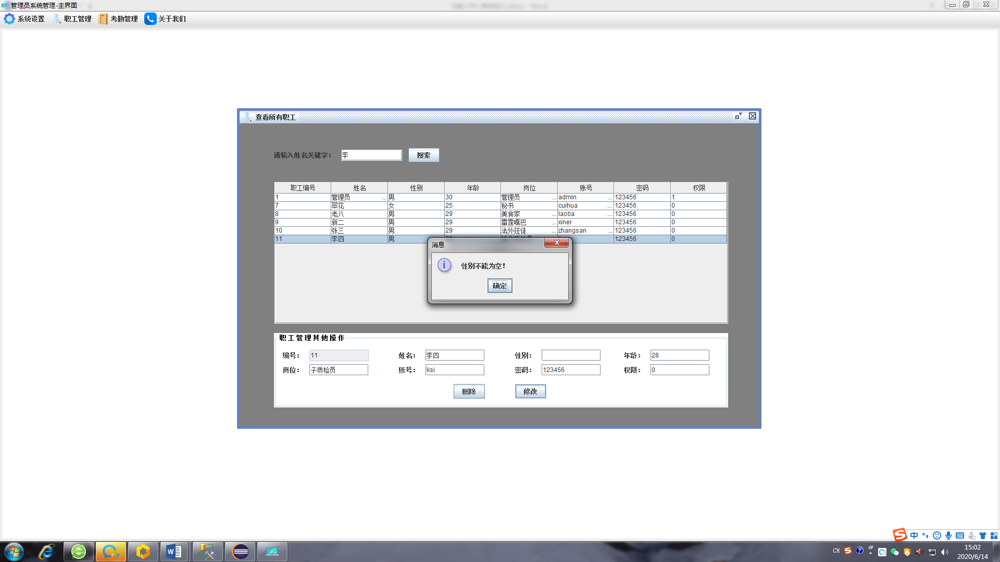 管理员系统管理-主界面
系统设置 职工管理 考勤管理 关于我们
查看所有职工
请输入姓名关键字： 李 搜索
职工编号 姓名 性别 年龄 岗位 账号 密码 权限
1 管理员 ... 男 30 管理员 ... admin ... 123456 1
7 翠花 女 25 秘书 cuihua ... 123456 0
8 老八 男 29 美食家 ... laoba ... 123456 0
9 新二 男 29 雷霆嘎巴 ... xiner 123456 0
10 张三 男 29 法外狂徒 ... zhangsan ... 123456 0
11 李四 男 123456 0
消息
性别不能为空！
确定
职工管理其他操作
编号： 11 姓名： 李四 性别： 年龄： 28
岗位： 子质检员 账号： lisi 密码： 123456 权限： 0
删除 修改
中
CH
15:02
2020/6/14